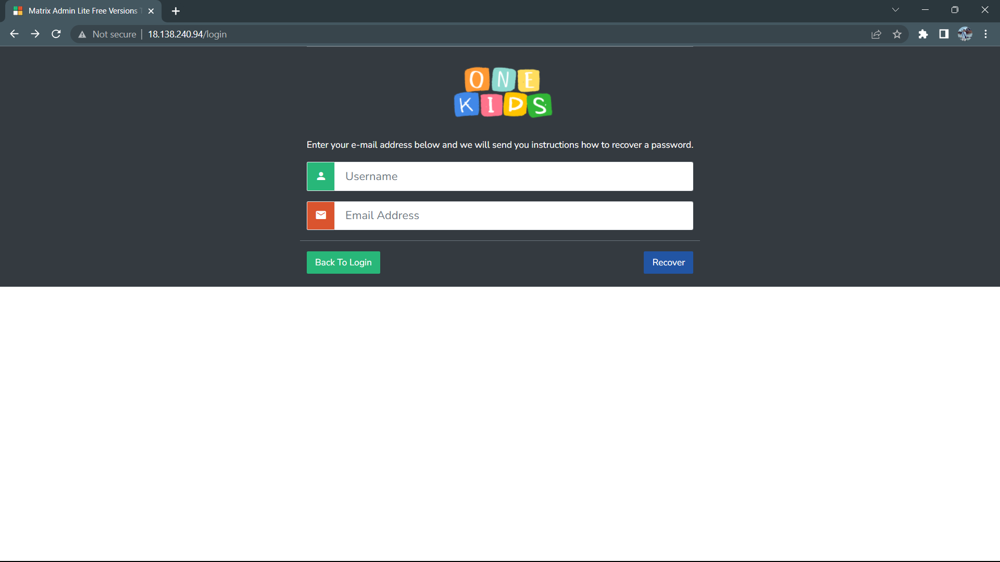 Matrix Admin Lite Free Versions
Not secure
18.138.240.94/login
ONE
KIDS
Enter your e-mail address below and we will send you instructions how to recover a password.
Username
Email Address
Back To Login
Recover